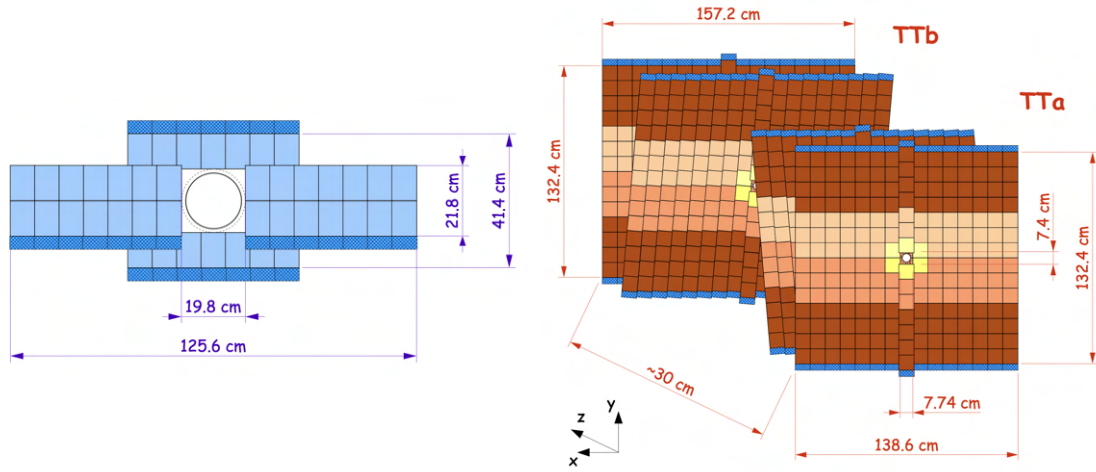 21.8 cm
41.4 cm
19.8 cm
125.6 cm
157.2 cm
TTb
TTa
132.4 cm
7.4 cm
132.4 cm
~30 cm
7.74 cm
138.6 cm
y
z
x